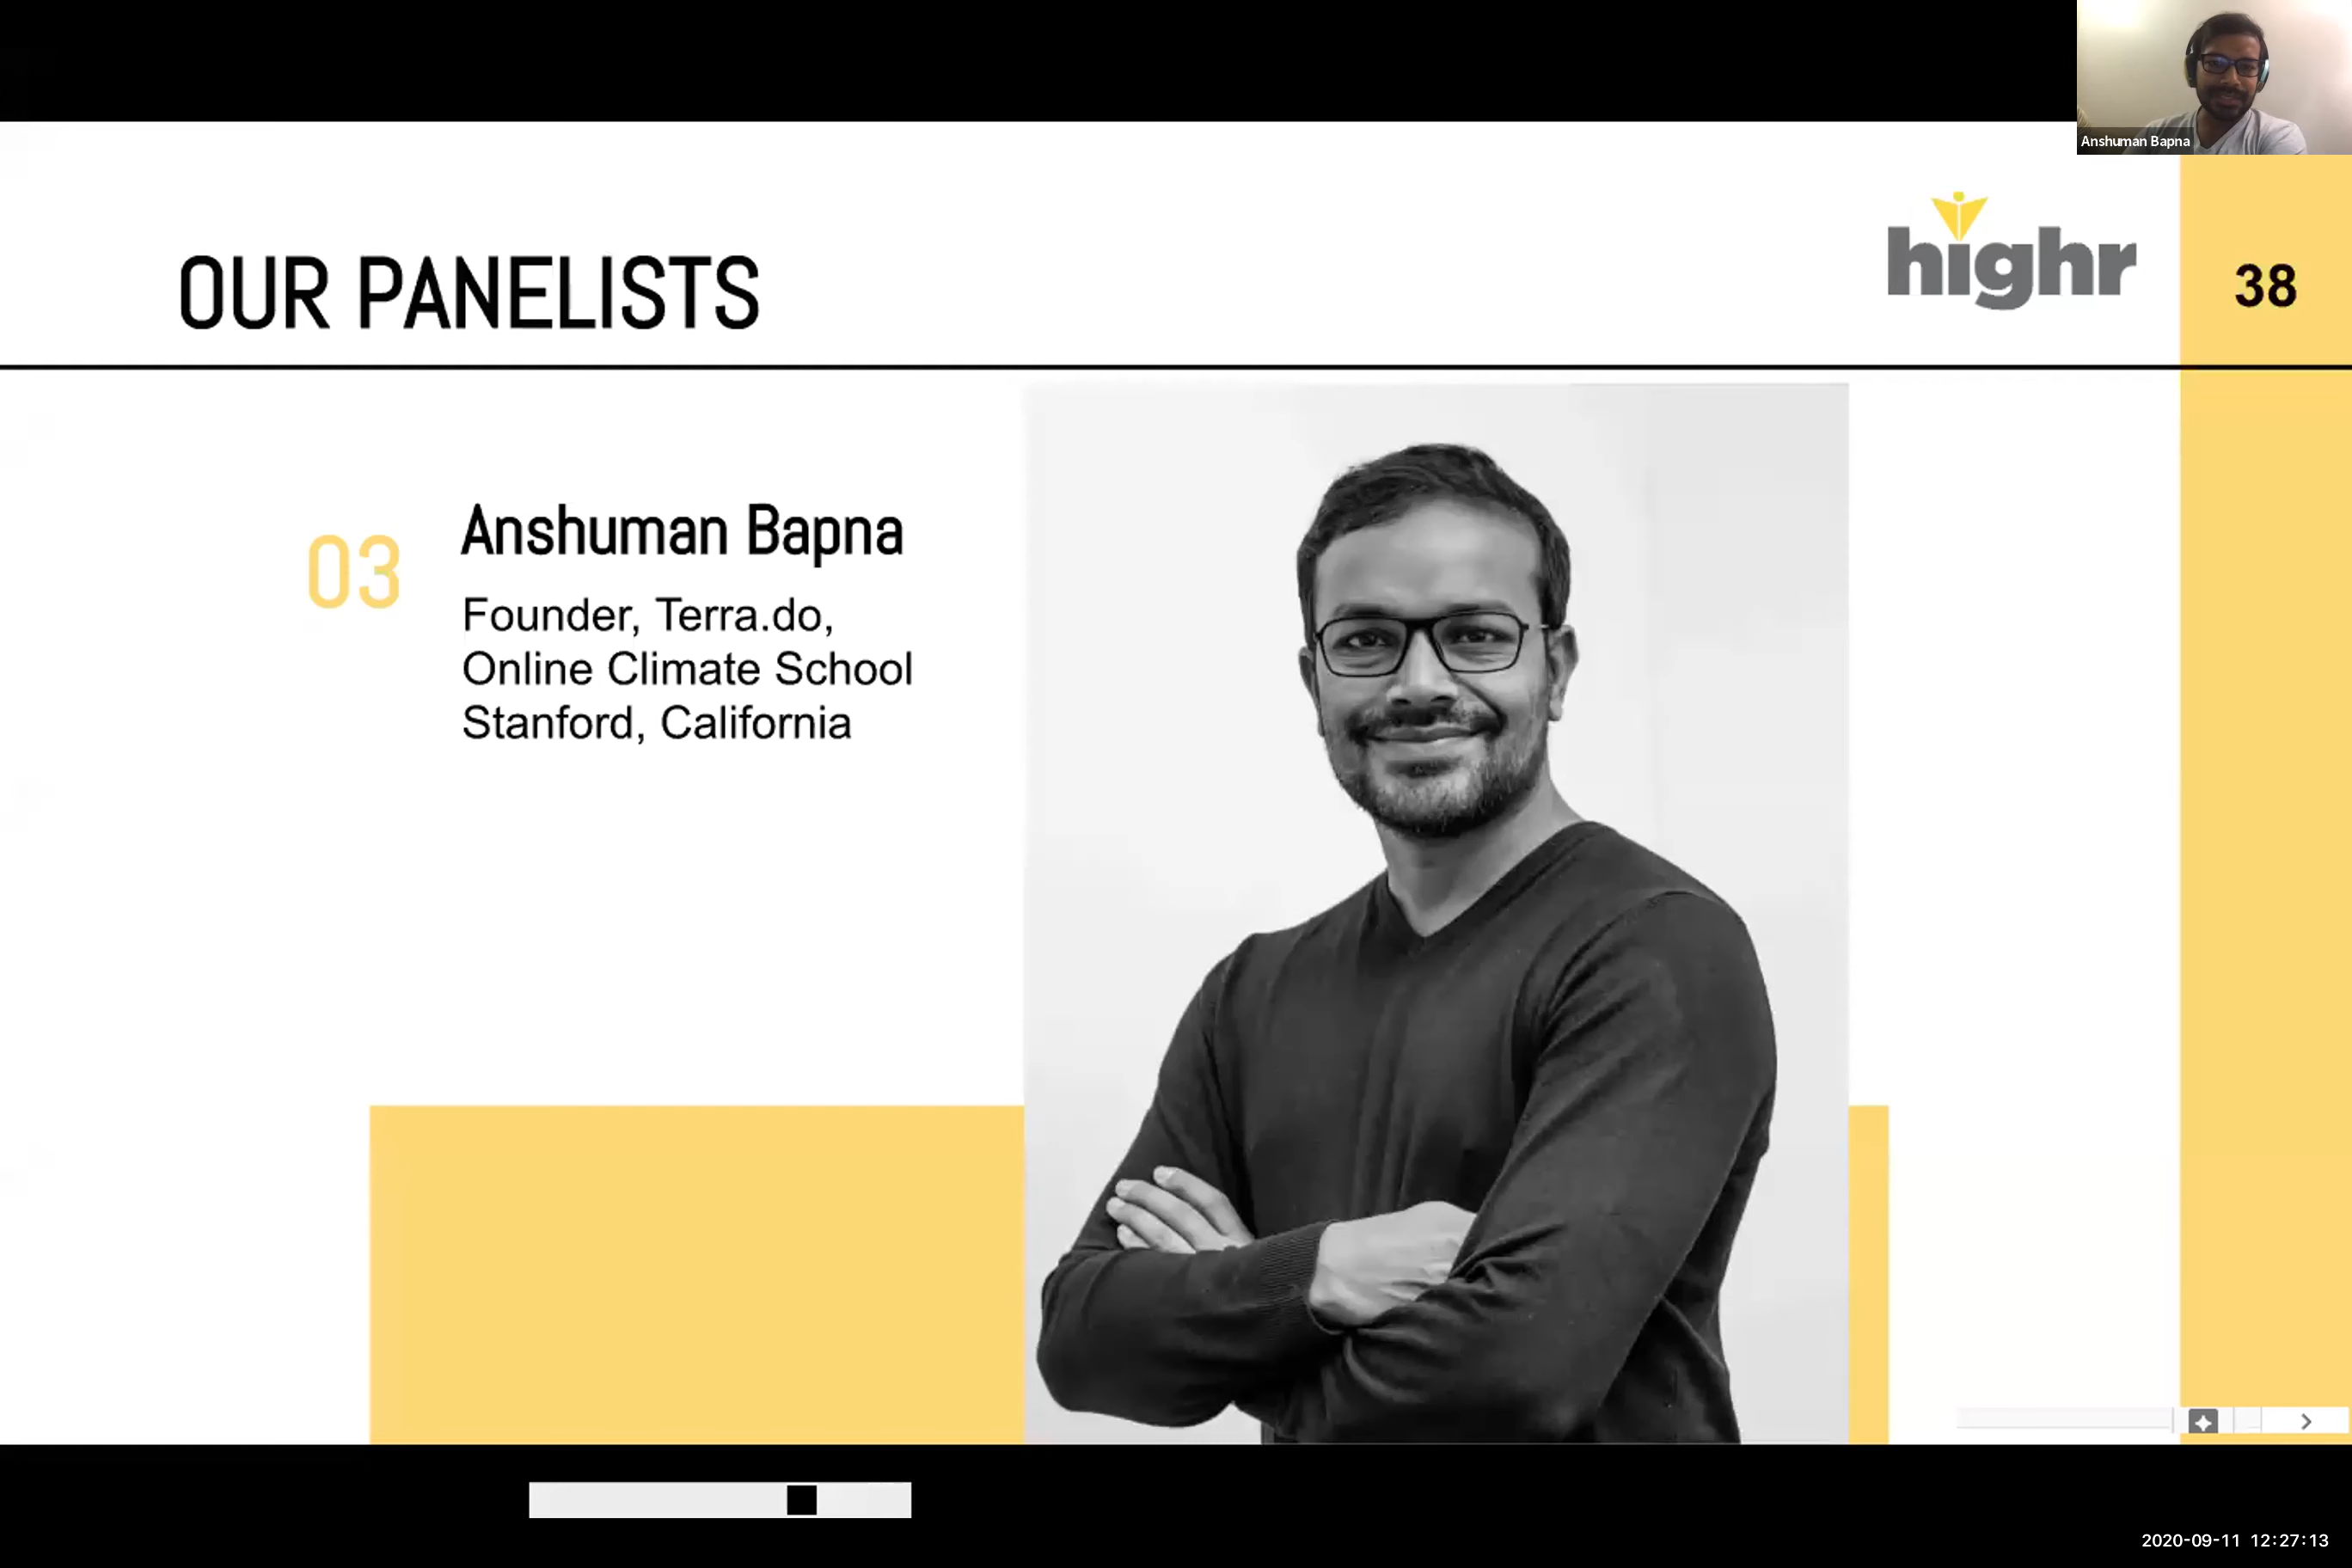 Anshuman Bapna
OUR PANELISTS
highr
38
03
Anshuman Bapna
Founder, Terra.do,
Online Climate School
Stanford, California
2020-09-11 12:27:13